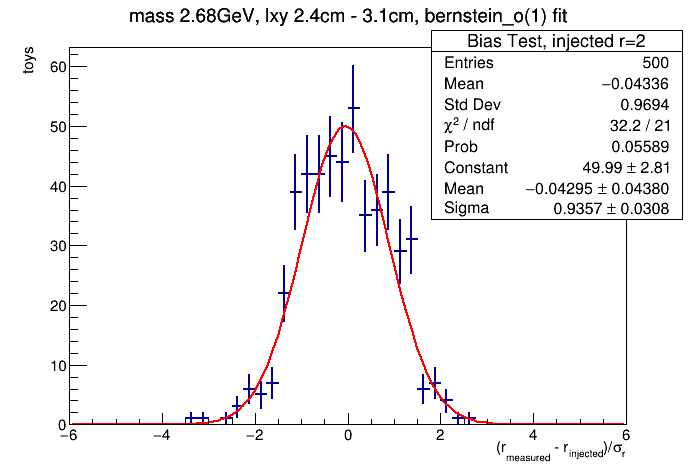 mass 2.68GeV, lxy 2.4cm - 3.1cm, bernstein_o(1) fit
Bias Test, injected r=2
Entries 500
Mean −0.04336
Std Dev 0.9694
χ² / ndf 32.2 / 21
Prob 0.05589
Constant 49.99 ± 2.81
Mean −0.04295 ± 0.04380
Sigma 0.9357 ± 0.0308
toys
60
50
40
30
20
10
0
−6 −4 −2 0 2 4 6
(r_measured - r_injected)/σ_r